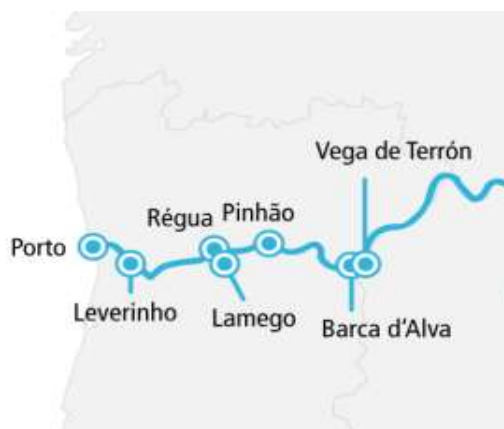 Vega de Terrón
Régua
Pinhão
Porto
Leverinho
Lamego
Barca d'Alva